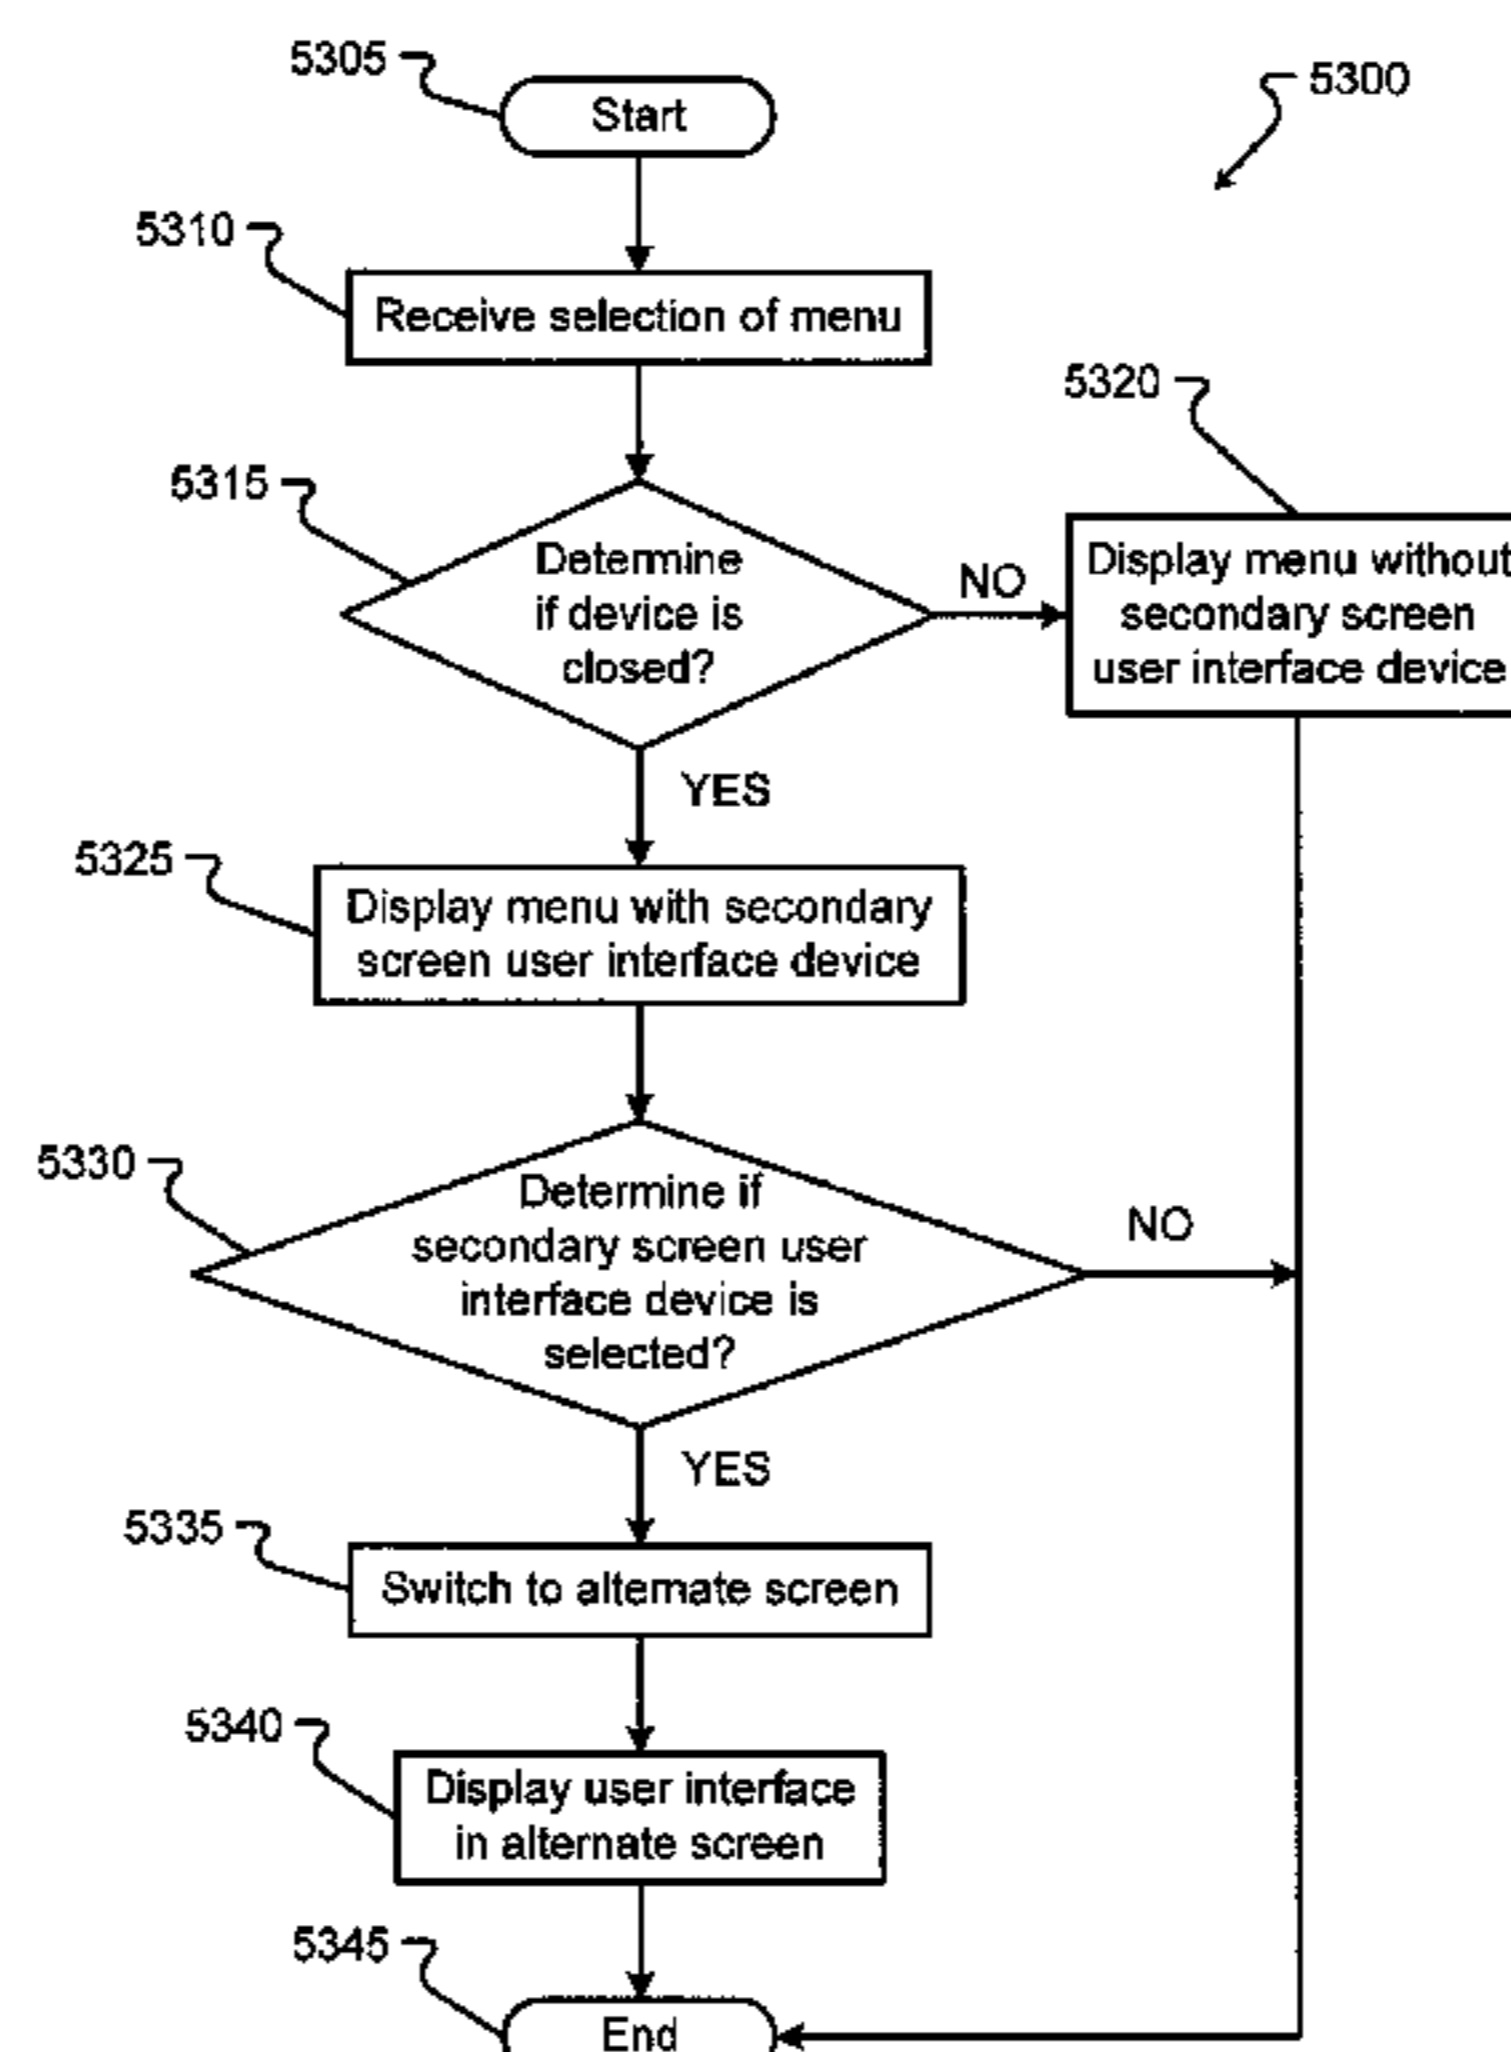 5305
Start
5300
5310
Receive selection of menu
5320
5315
Determine
if device is
closed?
NO
Display menu without
secondary screen
user interface device
YES
5325
Display menu with secondary
screen user interface device
5330
Determine if
secondary screen user
interface device is
selected?
NO
YES
5335
Switch to alternate screen
5340
Display user interface
in alternate screen
5345
End